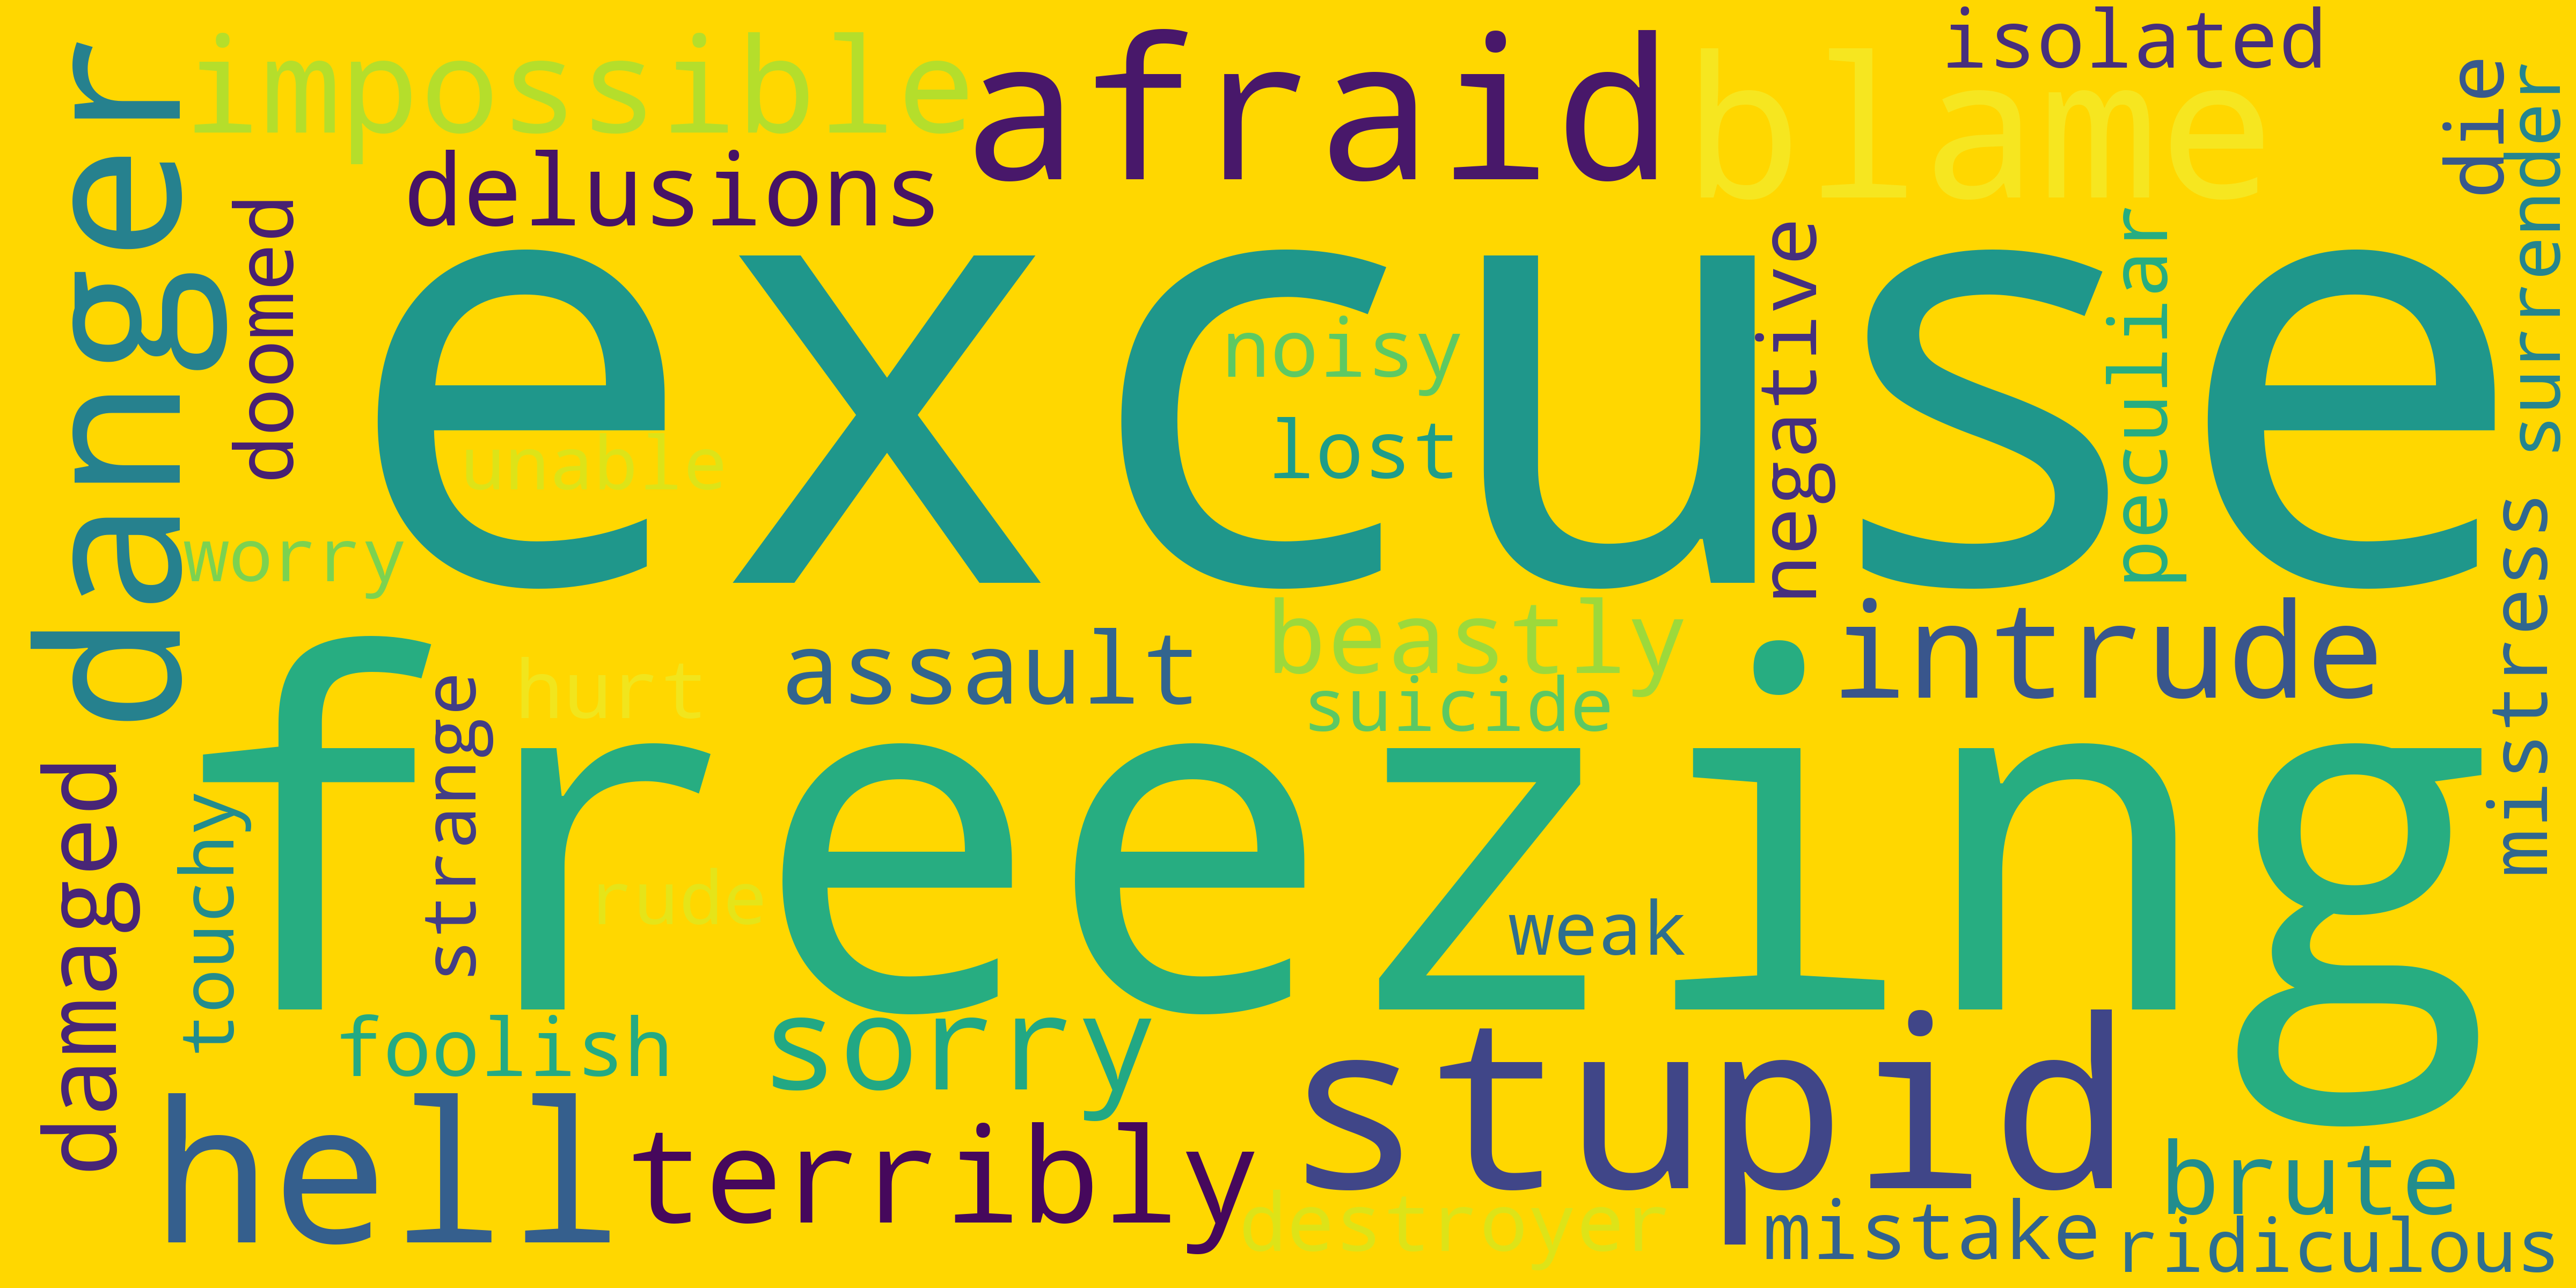 impossible
afraid
blame
isolated
die
surrender
danger
delusions
doomed
excuse
noisy
lost
negative
peculiar
unable
worry
mistress
freezing
beastly
intrude
assault
hurt
suicide
strange
damaged
touchy
rude
weak
foolish
sorry
stupid
hell
terribly
brute
destroyer
mistake
ridiculous